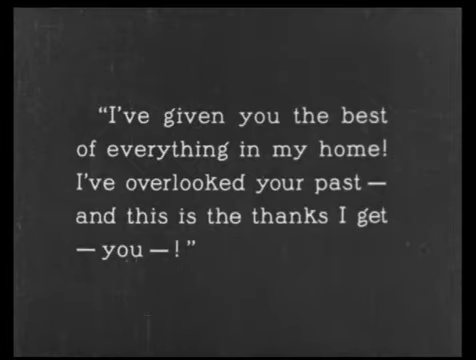 “I've given you the best
of everything in my home!
I've overlooked your past —
and this is the thanks I get
— you — ! ”